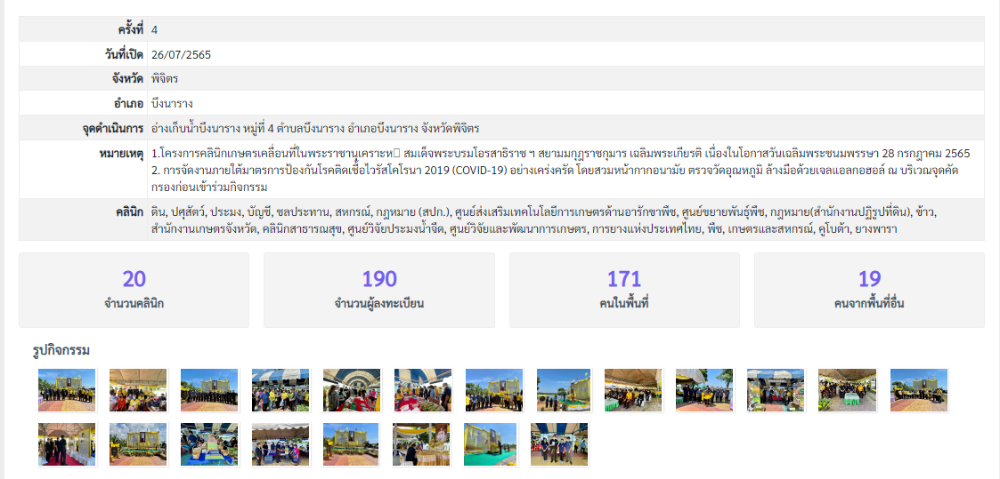 ครั้งที่ 4
วันที่เปิด 26/07/2565
จังหวัด พิจิตร
อำเภอ บึงนาราง
จุดดำเนินการ อ่างเก็บน้ำบึงนาราง หมู่ที่ 4 ตำบลบึงนาราง อำเภอบึงนาราง จังหวัดพิจิตร
หมายเหตุ 1.โครงการคลินิกเกษตรเคลื่อนที่ในพระราชานุเคราะห□ สมเด็จพระบรมโอรสาธิราช ฯ สยามมกุฎราชกุมาร เฉลิมพระเกียรติ เนื่องในโอกาสวันเฉลิมพระชนมพรรษา 28 กรกฎาคม 2565
2. การจัดงานภายใต้มาตรการป้องกันโรคติดเชื้อไวรัสโคโรนา 2019 (COVID-19) อย่างเคร่งครัด โดยสวมหน้ากากอนามัย ตรวจวัดอุณหภูมิ ล้างมือด้วยเจลแอลกอฮอล์ ณ บริเวณจุดคัด
กรองก่อนเข้าร่วมกิจกรรม
คลินิก ดิน, ปศุสัตว์, ประมง, บัญชี, ชลประทาน, สหกรณ์, กฎหมาย (สปก.), ศูนย์ส่งเสริมเทคโนโลยีการเกษตรด้านอารักขาพืช, ศูนย์ขยายพันธุ์พืช, กฎหมาย(สำนักงานปฏิรูปที่ดิน), ข้าว,
สำนักงานเกษตรจังหวัด, คลินิกสาธารณสุข, ศูนย์วิจัยประมงน้ำจืด, ศูนย์วิจัยและพัฒนาการเกษตร, การยางแห่งประเทศไทย, พืช, เกษตรและสหกรณ์, คูโบต้า, ยางพารา
20 190 171 19
จำนวนคลินิก จำนวนผู้ลงทะเบียน คนในพื้นที่ คนจากพื้นที่อื่น
รูปกิจกรรม